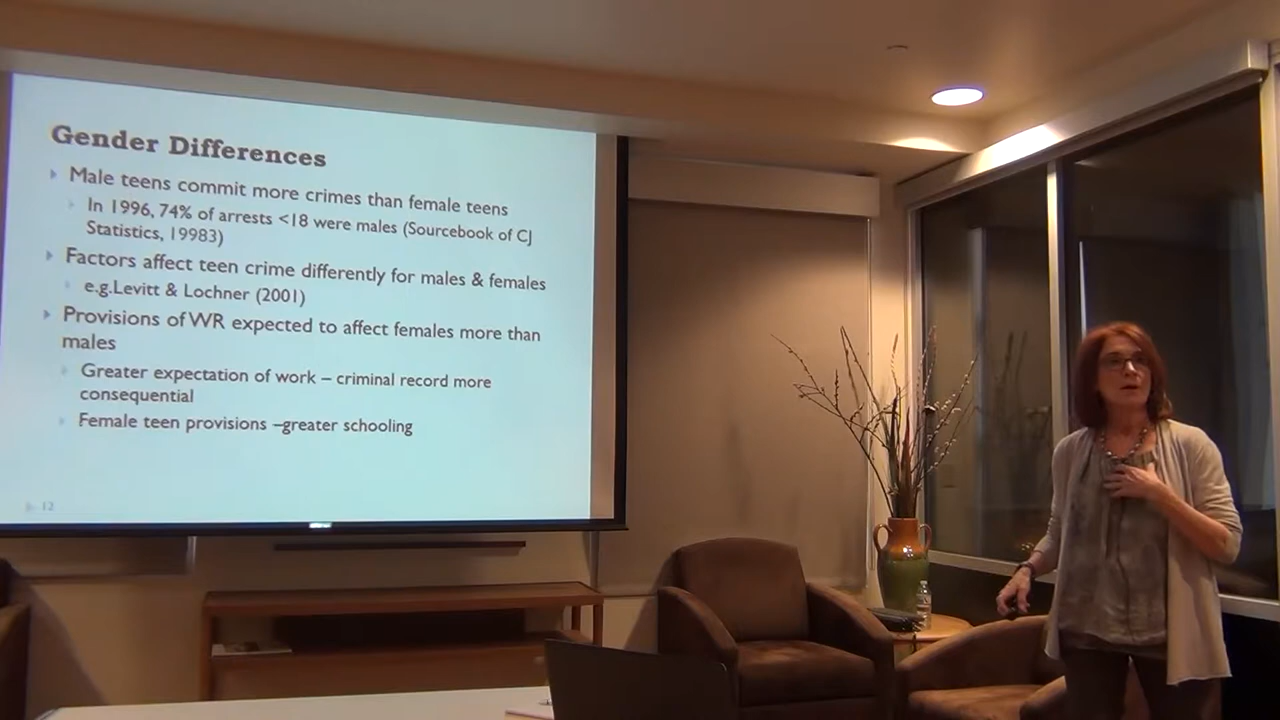 Gender Differences
Male teens commit more crimes than female teens
In 1996, 74% of arrests <18 were males (Sourcebook of CJ
Statistics, 19983)
Factors affect teen crime differently for males & females
e.g.Levitt & Lochner (2001)
Provisions of WR expected to affect females more than
males
Greater expectation of work – criminal record more
consequential
Female teen provisions –greater schooling
12